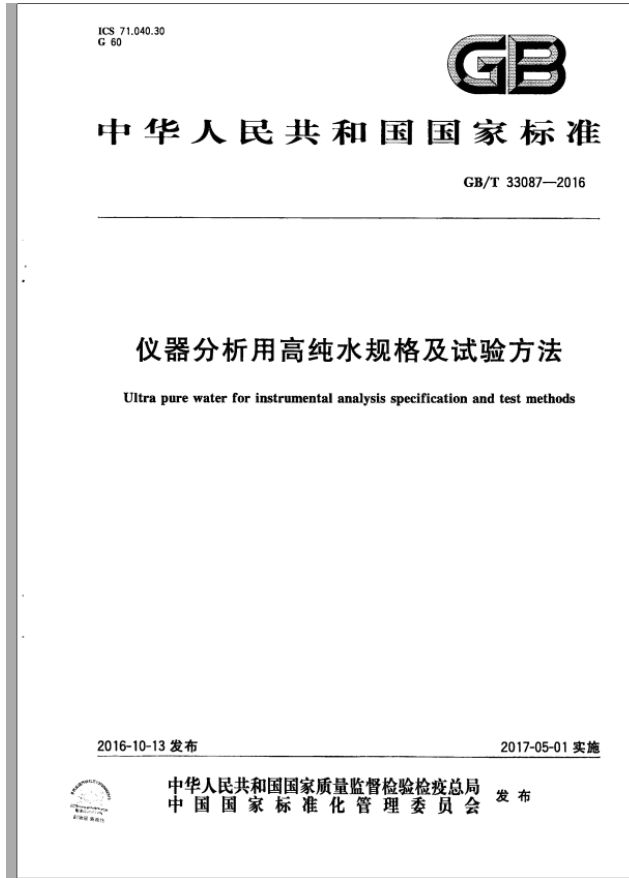 ICS 71.040.30
G 60
GB
中华人民共和国国家标准
GB/T 33087—2016
仪器分析用高纯水规格及试验方法
Ultra pure water for instrumental analysis specification and test methods
2016-10-13 发布
2017-05-01 实施
中华人民共和国国家质量监督检验检疫总局
中国国家标准化管理委员会
发布